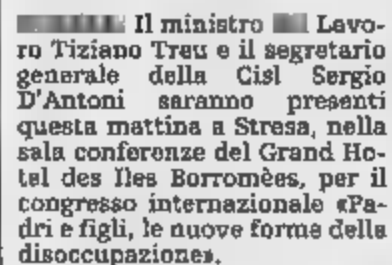 Il ministro Lavo-
ro Tiziano Treu e il segretario
generale della Cisl Sergio
D'Antoni saranno presenti
questa mattina a Stresa, nella
sala conferenze del Grand Ho-
tel des Iles Borromèes, per il
congresso internazionale «Pa-
dri e figli, le nuove forme della
disoccupazione».